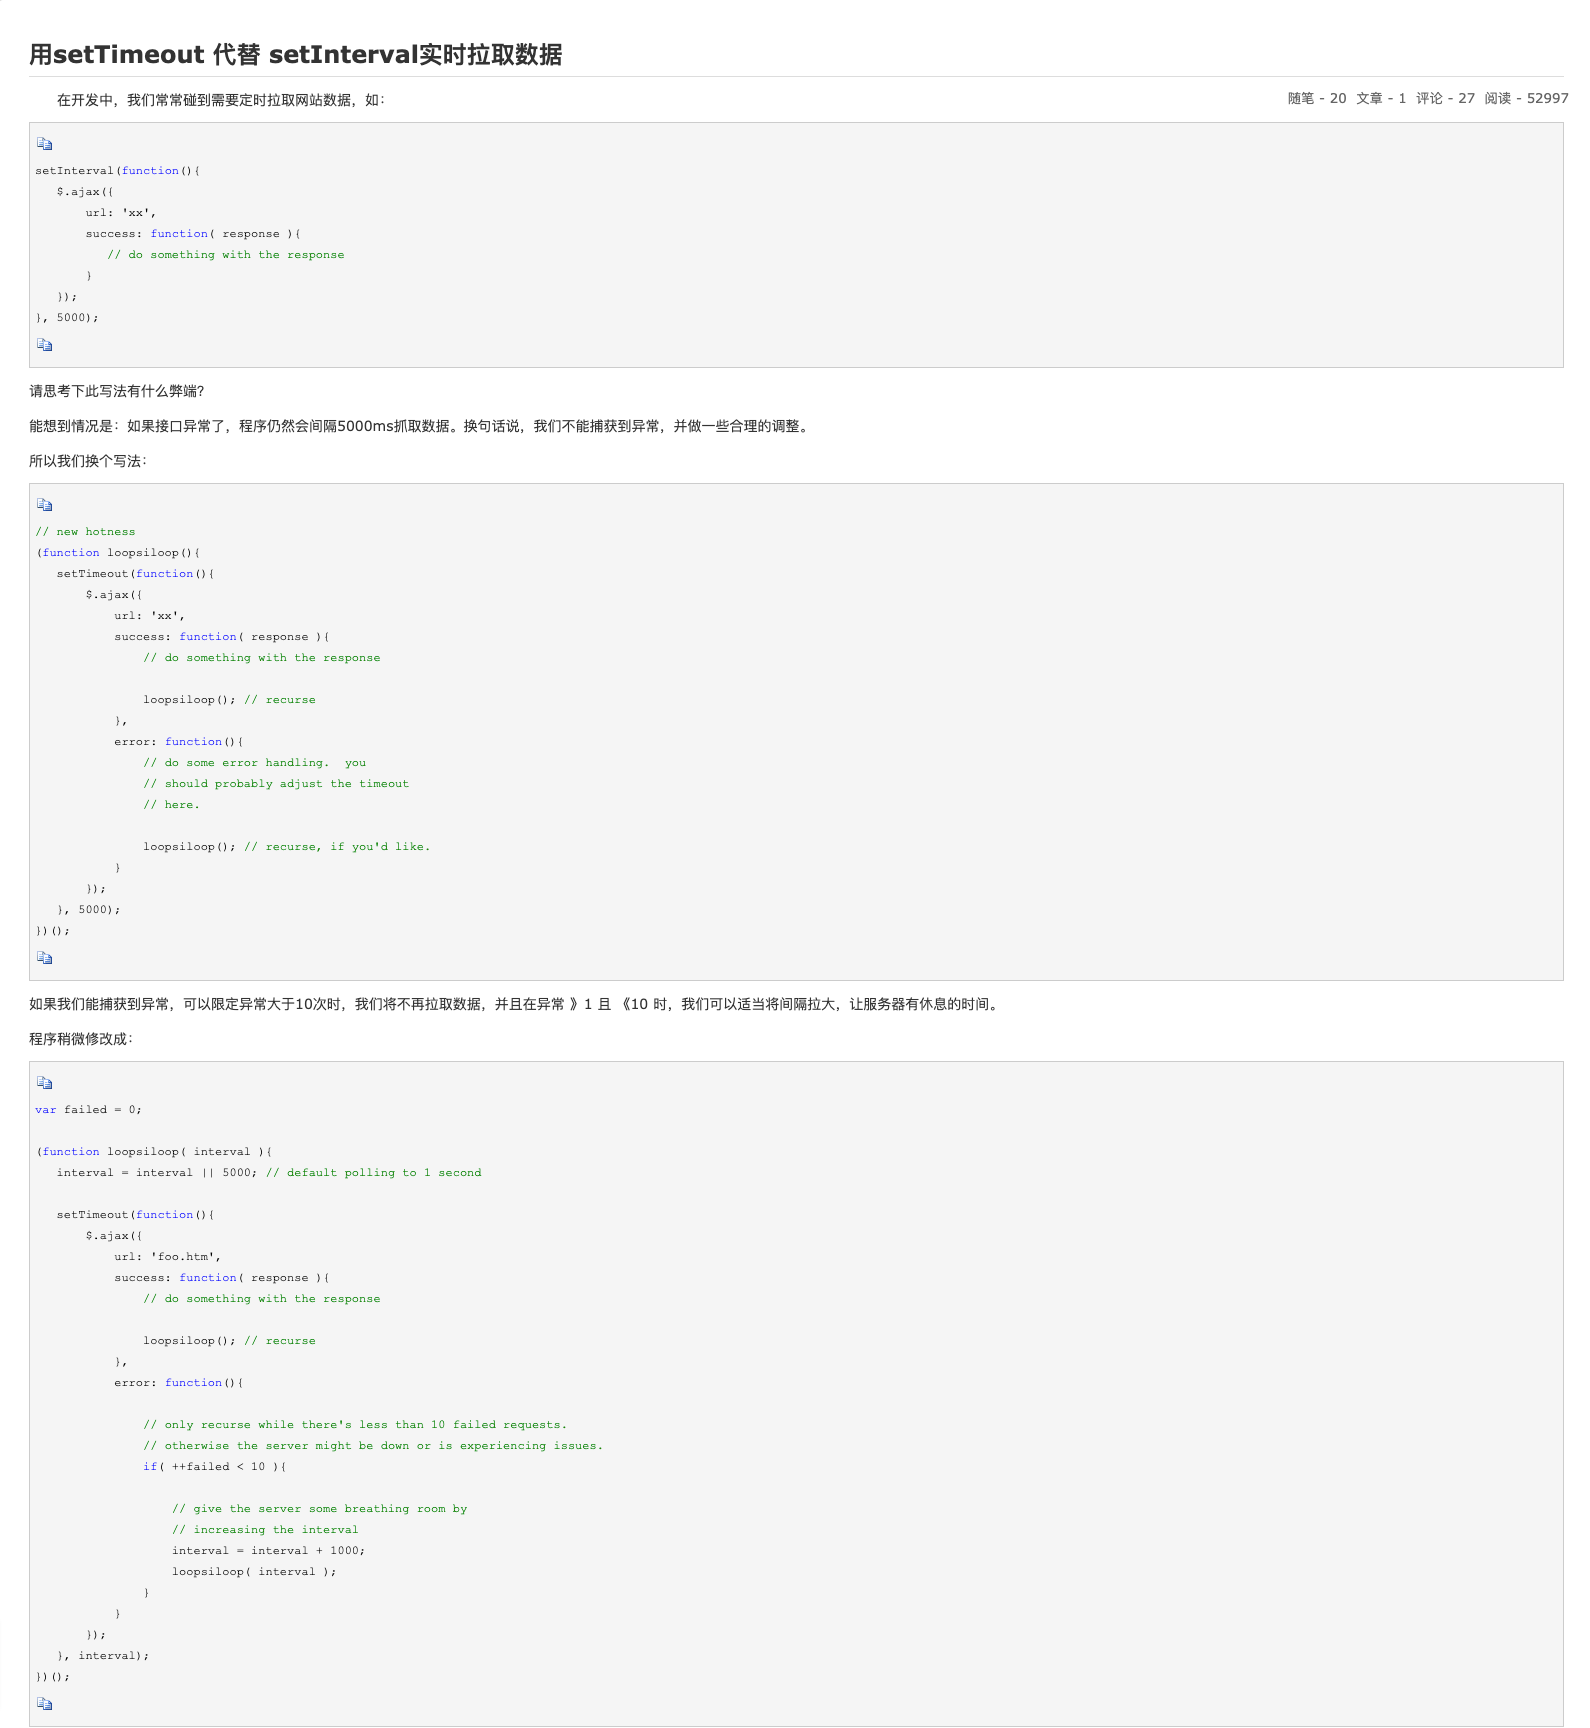 用setTimeout 代替 setInterval实时拉取数据
在开发中，我们常常碰到需要定时拉取网站数据，如：
随笔 - 20  文章 - 1  评论 - 27  阅读 - 52997
setInterval(function(){
   $.ajax({
       url: 'xx',
       success: function( response ){
          // do something with the response
       }
   });
}, 5000);
请思考下此写法有什么弊端?
能想到情况是：如果接口异常了，程序仍然会间隔5000ms抓取数据。换句话说，我们不能捕获到异常，并做一些合理的调整。
所以我们换个写法：
// new hotness
(function loopsiloop(){
   setTimeout(function(){
       $.ajax({
           url: 'xx',
           success: function( response ){
               // do something with the response
               loopsiloop(); // recurse
           },
           error: function(){
               // do some error handling.  you
               // should probably adjust the timeout
               // here.
               loopsiloop(); // recurse, if you'd like.
           }
       });
   }, 5000);
})();
如果我们能捕获到异常，可以限定异常大于10次时，我们将不再拉取数据，并且在异常 》1 且 《10 时，我们可以适当将间隔拉大，让服务器有休息的时间。
程序稍微修改成：
var failed = 0;
(function loopsiloop( interval ){
   interval = interval || 5000; // default polling to 1 second
   setTimeout(function(){
       $.ajax({
           url: 'foo.htm',
           success: function( response ){
               // do something with the response
               loopsiloop(); // recurse
           },
           error: function(){
               // only recurse while there's less than 10 failed requests.
               // otherwise the server might be down or is experiencing issues.
               if( ++failed < 10 ){
                   // give the server some breathing room by
                   // increasing the interval
                   interval = interval + 1000;
                   loopsiloop( interval );
               }
           }
       });
   }, interval);
})();